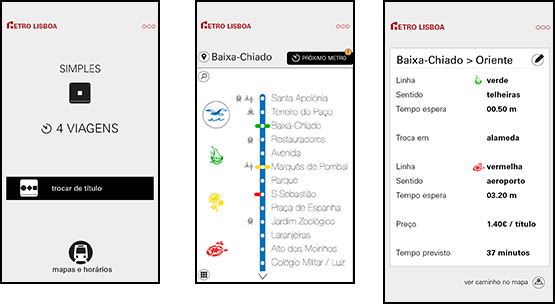 METRO LISBOA
SIMPLES
4 VIAGENS
trocar de título
mapas e horários
METRO LISBOA
Baixa-Chiado
PRÓXIMO METRO
Santa Apolónia
Terreiro do Paço
Baixa-Chiado
Restauradores
Avenida
Marquês de Pombal
Parque
S.Sebastião
Praça de Espanha
Jardim Zoológico
Laranjeiras
Alto dos Moinhos
Colégio Militar / Luz
METRO LISBOA
Baixa-Chiado > Oriente
Linha verde
Sentido telheiras
Tempo espera 00.50 m
Troca em alameda
Linha vermelha
Sentido aeroporto
Tempo espera 03.20 m
Preço 1.40€ / título
Tempo previsto 37 minutos
ver caminho no mapa